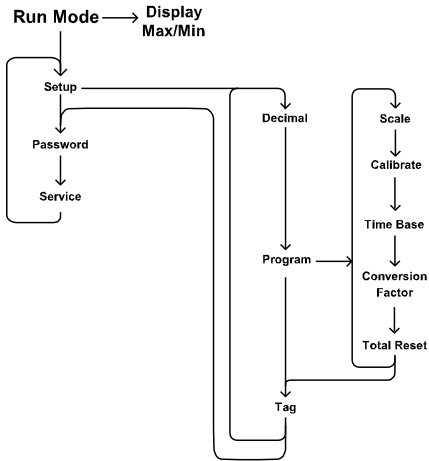 Run Mode
Display
Max/Min
Setup
Password
Service
Decimal
Program
Tag
Scale
Calibrate
Time Base
Conversion
Factor
Total Reset